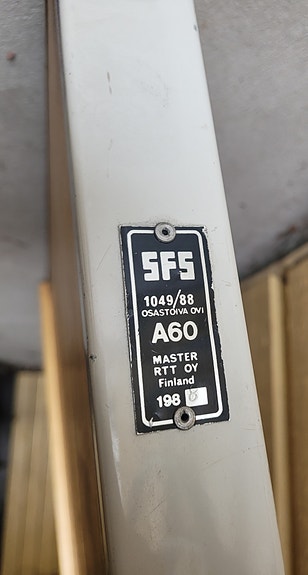 SFS
1049/88
OSASTOIVA OVI
A60
MASTER
RTT OY
Finland
198